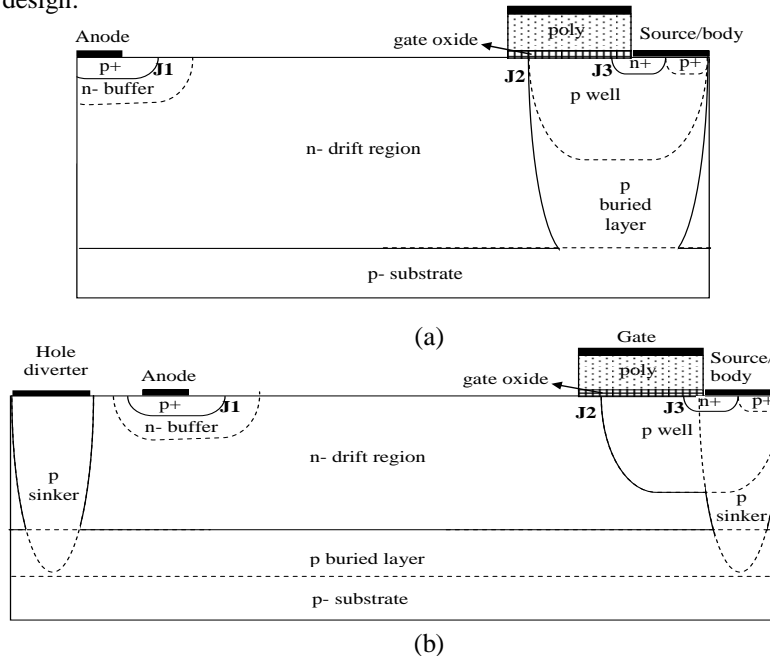 design.
Anode
poly
Source/body
gate oxide
p+
J1
J2
J3
n+
p+
n- buffer
p well
n- drift region
p
buried
layer
p- substrate
(a)
Hole
diverter
Anode
Gate
Source/
body
gate oxide
poly
p+
J1
J2
J3
n+
p+
n- buffer
p well
n- drift region
p
sinker
p
sinker
p buried layer
p- substrate
(b)